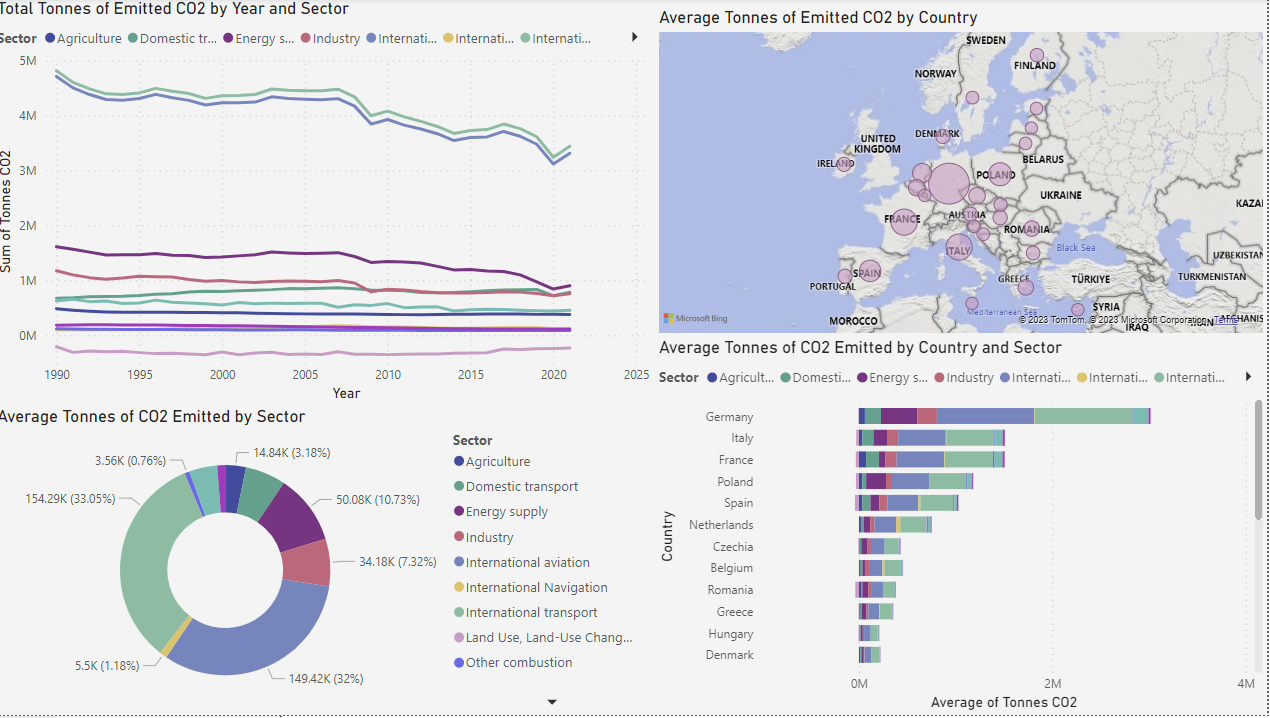 Total Tonnes of Emitted CO2 by Year and Sector
Sector Agriculture Domestic tr... Energy s... Industry Internati... Internati... Internati...
5M
4M
3M
2M
1M
0M
Sum of Tonnes CO2
1990 1995 2000 2005 2010 2015 2020 2025
Year
Average Tonnes of CO2 Emitted by Sector
3.56K (0.76%)
14.84K (3.18%)
154.29K (33.05%)
50.08K (10.73%)
34.18K (7.32%)
5.5K (1.18%)
149.42K (32%)
Sector
Agriculture
Domestic transport
Energy supply
Industry
International aviation
International Navigation
International transport
Land Use, Land-Use Chang...
Other combustion
Average Tonnes of Emitted CO2 by Country
SWEDEN
FINLAND
NORWAY
UNITED
KINGDOM
DENMARK
IRELAND
BELARUS
POLAND
UKRAINE
KAZA
FRANCE
AUSTRIA
ROMANIA
ITALY
Black Sea
UZBEKISTAN
SPAIN
PORTUGAL
GREECE
TÜRKIYE
TURKMENISTAN
SYRIA
Mediterranean Sea
MOROCCO
IRAQ
IRAN
AFGHANIS
Microsoft Bing
© 2023 TomTom, © 2023 Microsoft Corporation Terms
Average Tonnes of CO2 Emitted by Country and Sector
Sector Agricult... Domesti... Energy s... Industry Internati... Internati... Internati...
Country
Germany
Italy
France
Poland
Spain
Netherlands
Czechia
Belgium
Romania
Greece
Hungary
Denmark
0M 2M 4M
Average of Tonnes CO2